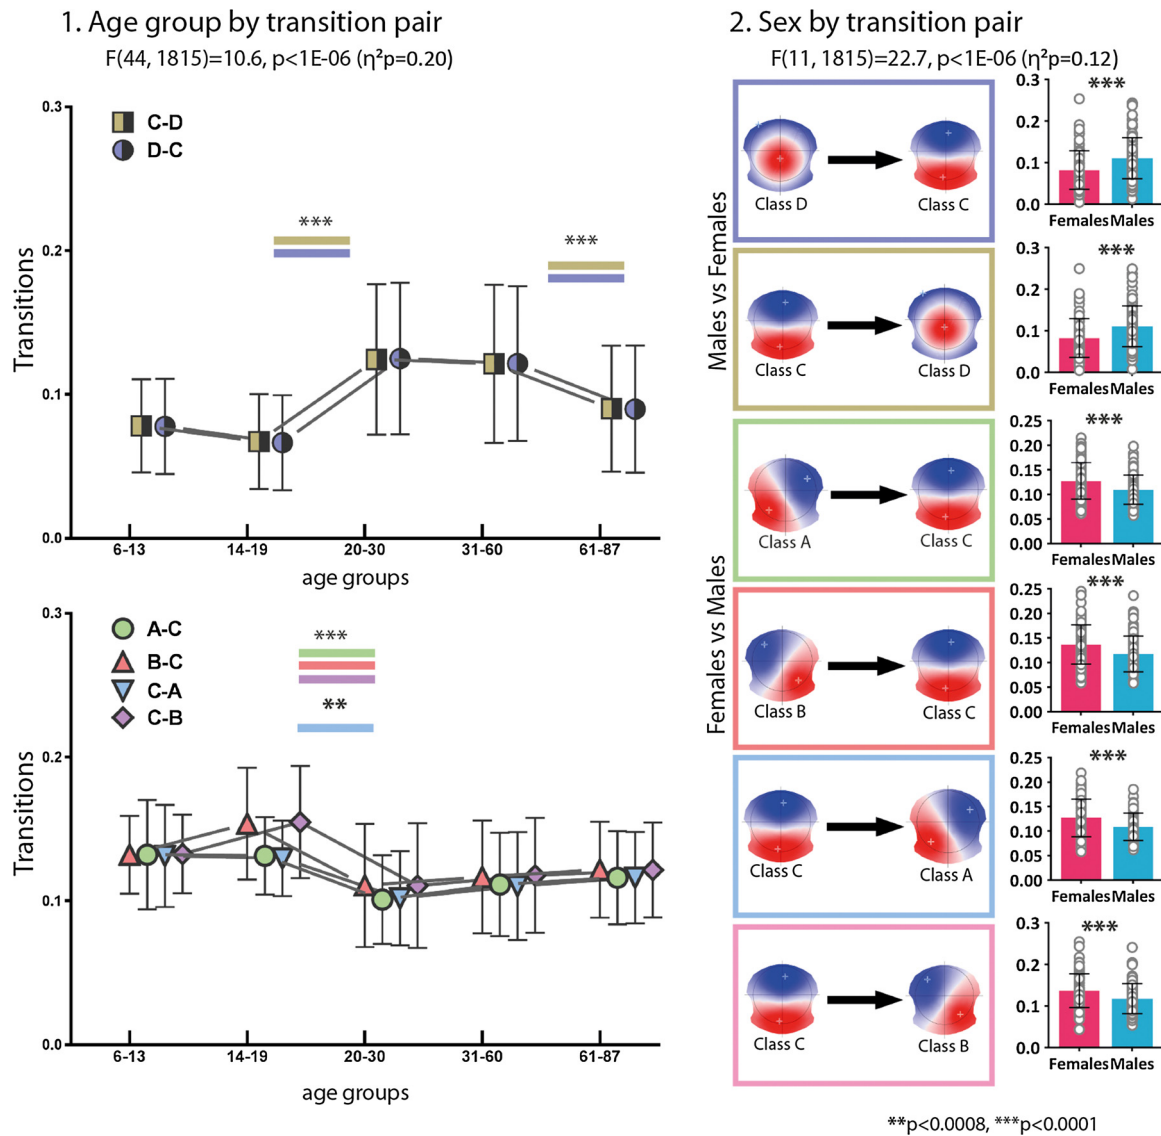 1. Age group by transition pair
F(44, 1815)=10.6, p<1E-06 (η²p=0.20)
0.3
0.2
0.1
0.0
Transitions
C-D
D-C
***
***
6-13
14-19
20-30
31-60
61-87
age groups
0.3
0.2
0.1
0.0
Transitions
A-C
B-C
C-A
C-B
***
**
6-13
14-19
20-30
31-60
61-87
age groups
2. Sex by transition pair
F(11, 1815)=22.7, p<1E-06 (η²p=0.12)
Males vs Females
Females vs Males
Class D
Class C
0.3
0.2
0.1
0.0
***
Females Males
Class C
Class D
0.3
0.2
0.1
0.0
***
Females Males
Class A
Class C
0.25
0.20
0.15
0.10
0.05
0.00
***
Females Males
Class B
Class C
0.25
0.20
0.15
0.10
0.05
0.00
***
Females Males
Class C
Class A
0.25
0.20
0.15
0.10
0.05
0.00
***
Females Males
Class C
Class B
0.3
0.2
0.1
0.0
***
Females Males
**p<0.0008, ***p<0.0001